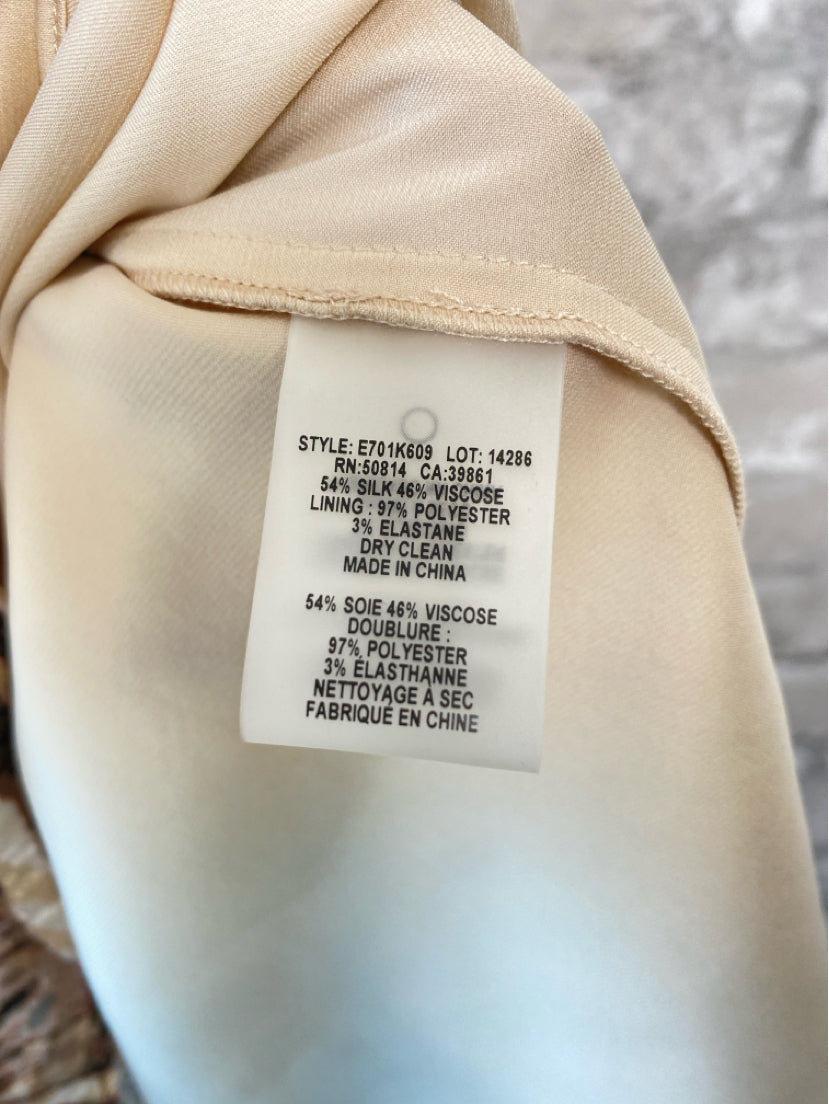 STYLE: E701K609 LOT: 14286
RN:50814 CA:39861
54% SILK 46% VISCOSE
LINING : 97% POLYESTER
3% ELASTANE
DRY CLEAN
MADE IN CHINA
54% SOIE 46% VISCOSE
DOUBLURE :
97% POLYESTER
3% ÉLASTHANNE
NETTOYAGE À SEC
FABRIQUÉ EN CHINE